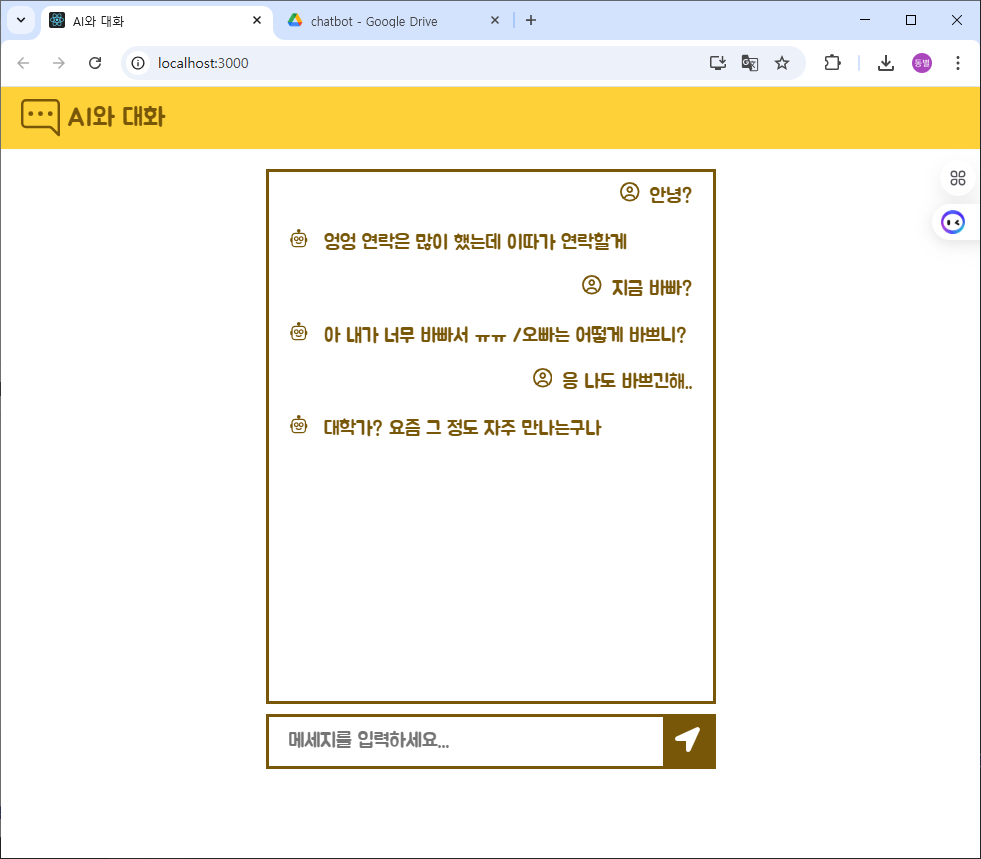 AI와 대화
chatbot - Google Drive
localhost:3000
동별
AI와 대화
안녕?
엉엉 연락은 많이 했는데 이따가 연락할게
지금 바빠?
아 내가 너무 바빠서 ㅠㅠ /오빠는 어떻게 바쁘니?
응 나도 바쁘긴해..
대학가? 요즘 그 정도 자주 만나는구나
메세지를 입력하세요...